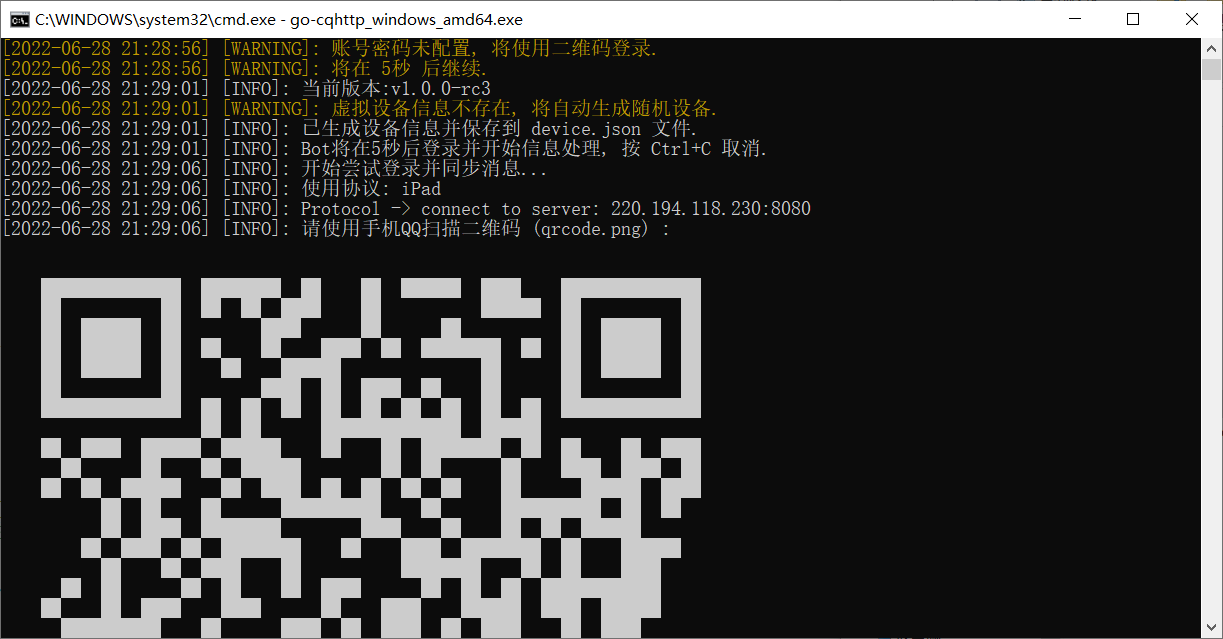 C:\WINDOWS\system32\cmd.exe - go-cqhttp_windows_amd64.exe
[2022-06-28 21:28:56] [WARNING]: 账号密码未配置, 将使用二维码登录.
[2022-06-28 21:28:56] [WARNING]: 将在 5秒 后继续.
[2022-06-28 21:29:01] [INFO]: 当前版本:v1.0.0-rc3
[2022-06-28 21:29:01] [WARNING]: 虚拟设备信息不存在, 将自动生成随机设备.
[2022-06-28 21:29:01] [INFO]: 已生成设备信息并保存到 device.json 文件.
[2022-06-28 21:29:01] [INFO]: Bot将在5秒后登录并开始信息处理, 按 Ctrl+C 取消.
[2022-06-28 21:29:06] [INFO]: 开始尝试登录并同步消息...
[2022-06-28 21:29:06] [INFO]: 使用协议: iPad
[2022-06-28 21:29:06] [INFO]: Protocol -> connect to server: 220.194.118.230:8080
[2022-06-28 21:29:06] [INFO]: 请使用手机QQ扫描二维码 (qrcode.png) :